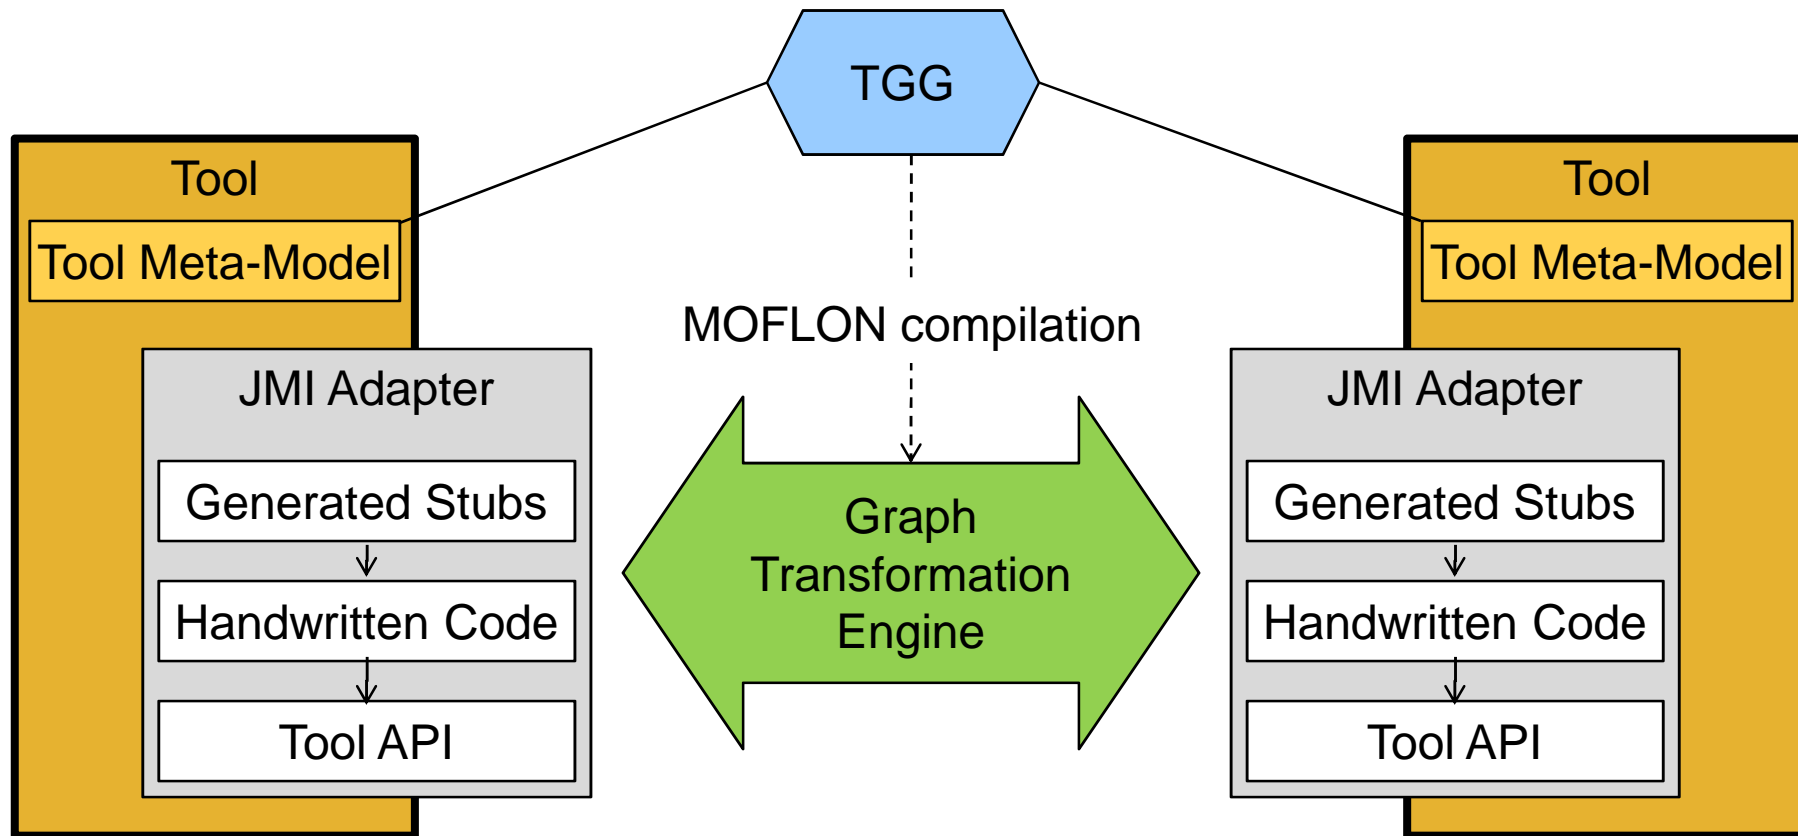 TGG
Tool
Tool Meta-Model
JMI Adapter
Generated Stubs
Handwritten Code
Tool API
MOFLON compilation
Graph
Transformation
Engine
Tool
Tool Meta-Model
JMI Adapter
Generated Stubs
Handwritten Code
Tool API